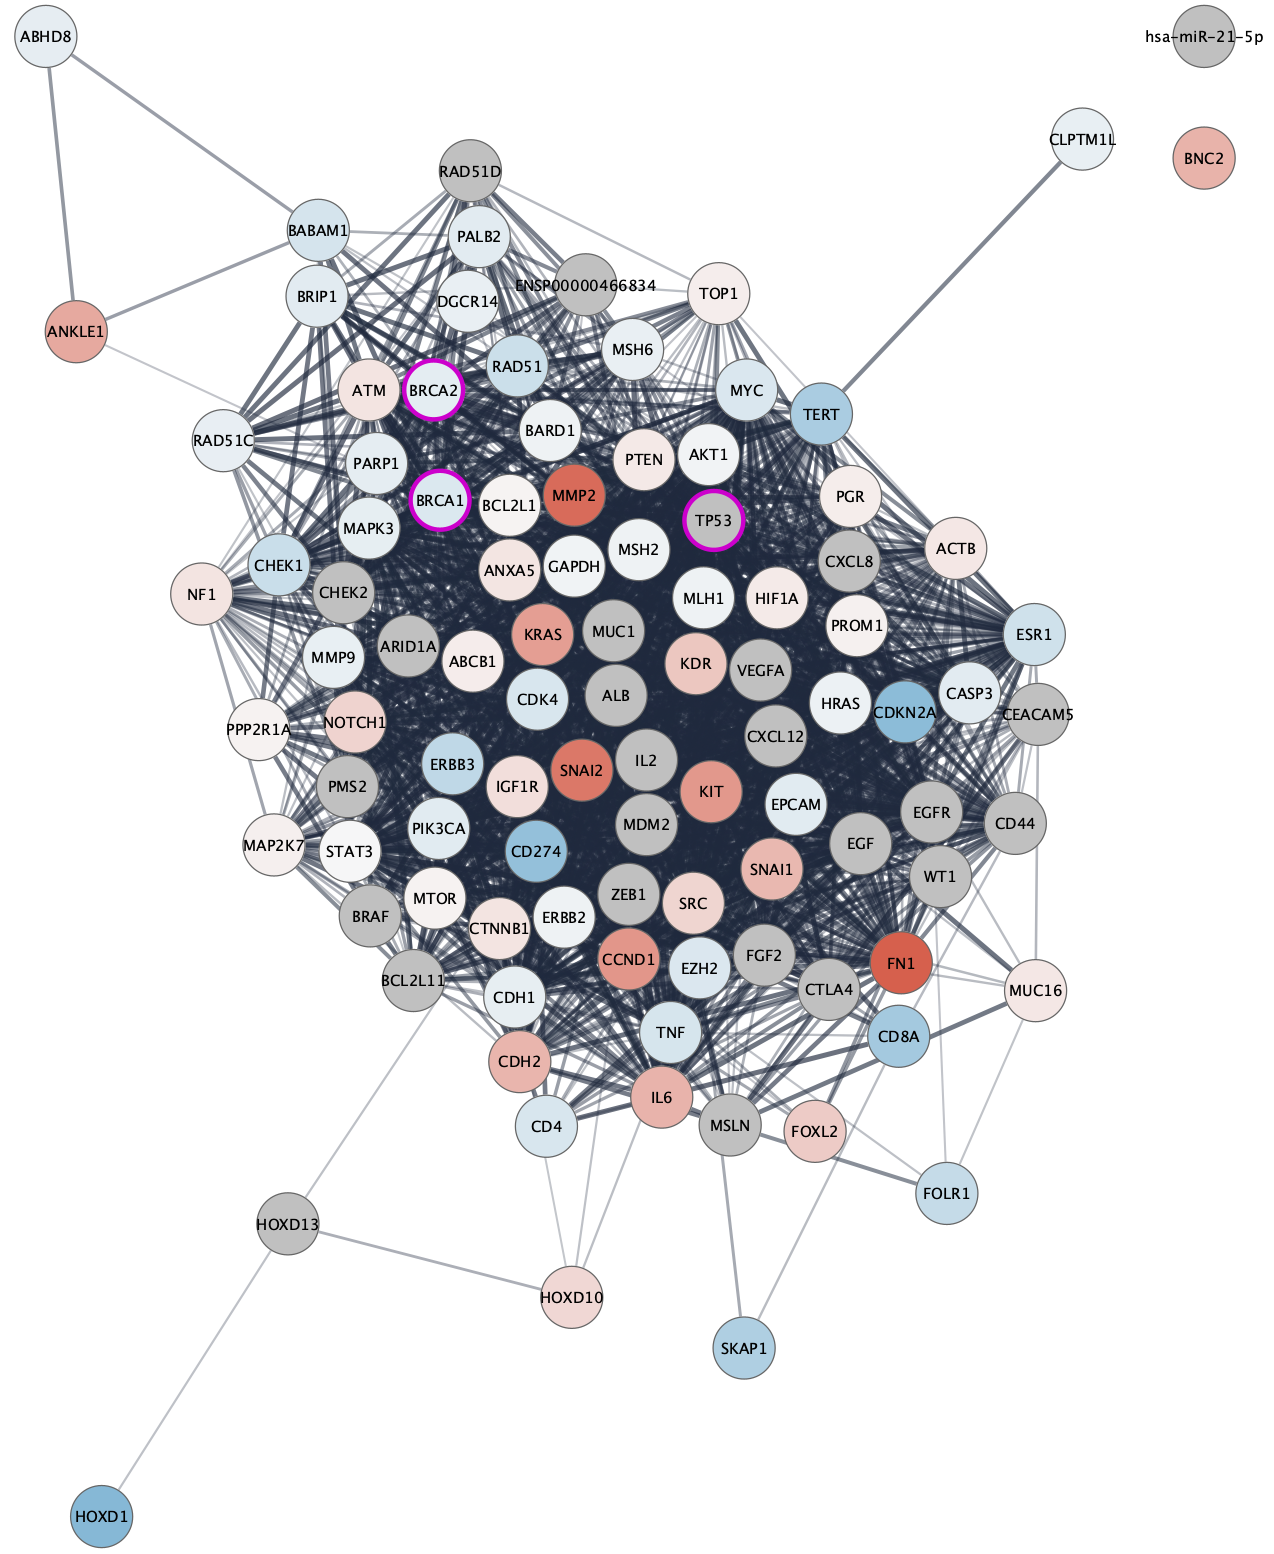 ABHD8
hsa-miR-21-5p
CLPTM1L
BNC2
RAD51D
BABAM1
PALB2
ENSP00000466834
BRIP1
DGCR14
TOP1
ANKLE1
MSH6
RAD51
ATM
BRCA2
MYC
TERT
RAD51C
BARD1
PARP1
PTEN
AKT1
BRCA1
BCL2L1
MMP2
PGR
TP53
MAPK3
MSH2
ACTB
CHEK1
ANXA5
GAPDH
CXCL8
NF1
CHEK2
MLH1
HIF1A
PROM1
ESR1
KRAS
MUC1
ARID1A
MMP9
ABCB1
KDR
VEGFA
CDK4
ALB
HRAS
CDKN2A
CASP3
CEACAM5
PPP2R1A
NOTCH1
CXCL12
ERBB3
SNAI2
IL2
PMS2
IGF1R
KIT
EPCAM
EGFR
CD44
PIK3CA
MDM2
MAP2K7
STAT3
CD274
EGF
SNAI1
WT1
MTOR
ZEB1
SRC
BRAF
CTNNB1
ERBB2
CCND1
EZH2
FGF2
FN1
BCL2L11
CDH1
CTLA4
MUC16
TNF
CD8A
CDH2
IL6
CD4
MSLN
FOXL2
FOLR1
HOXD13
HOXD10
SKAP1
HOXD1